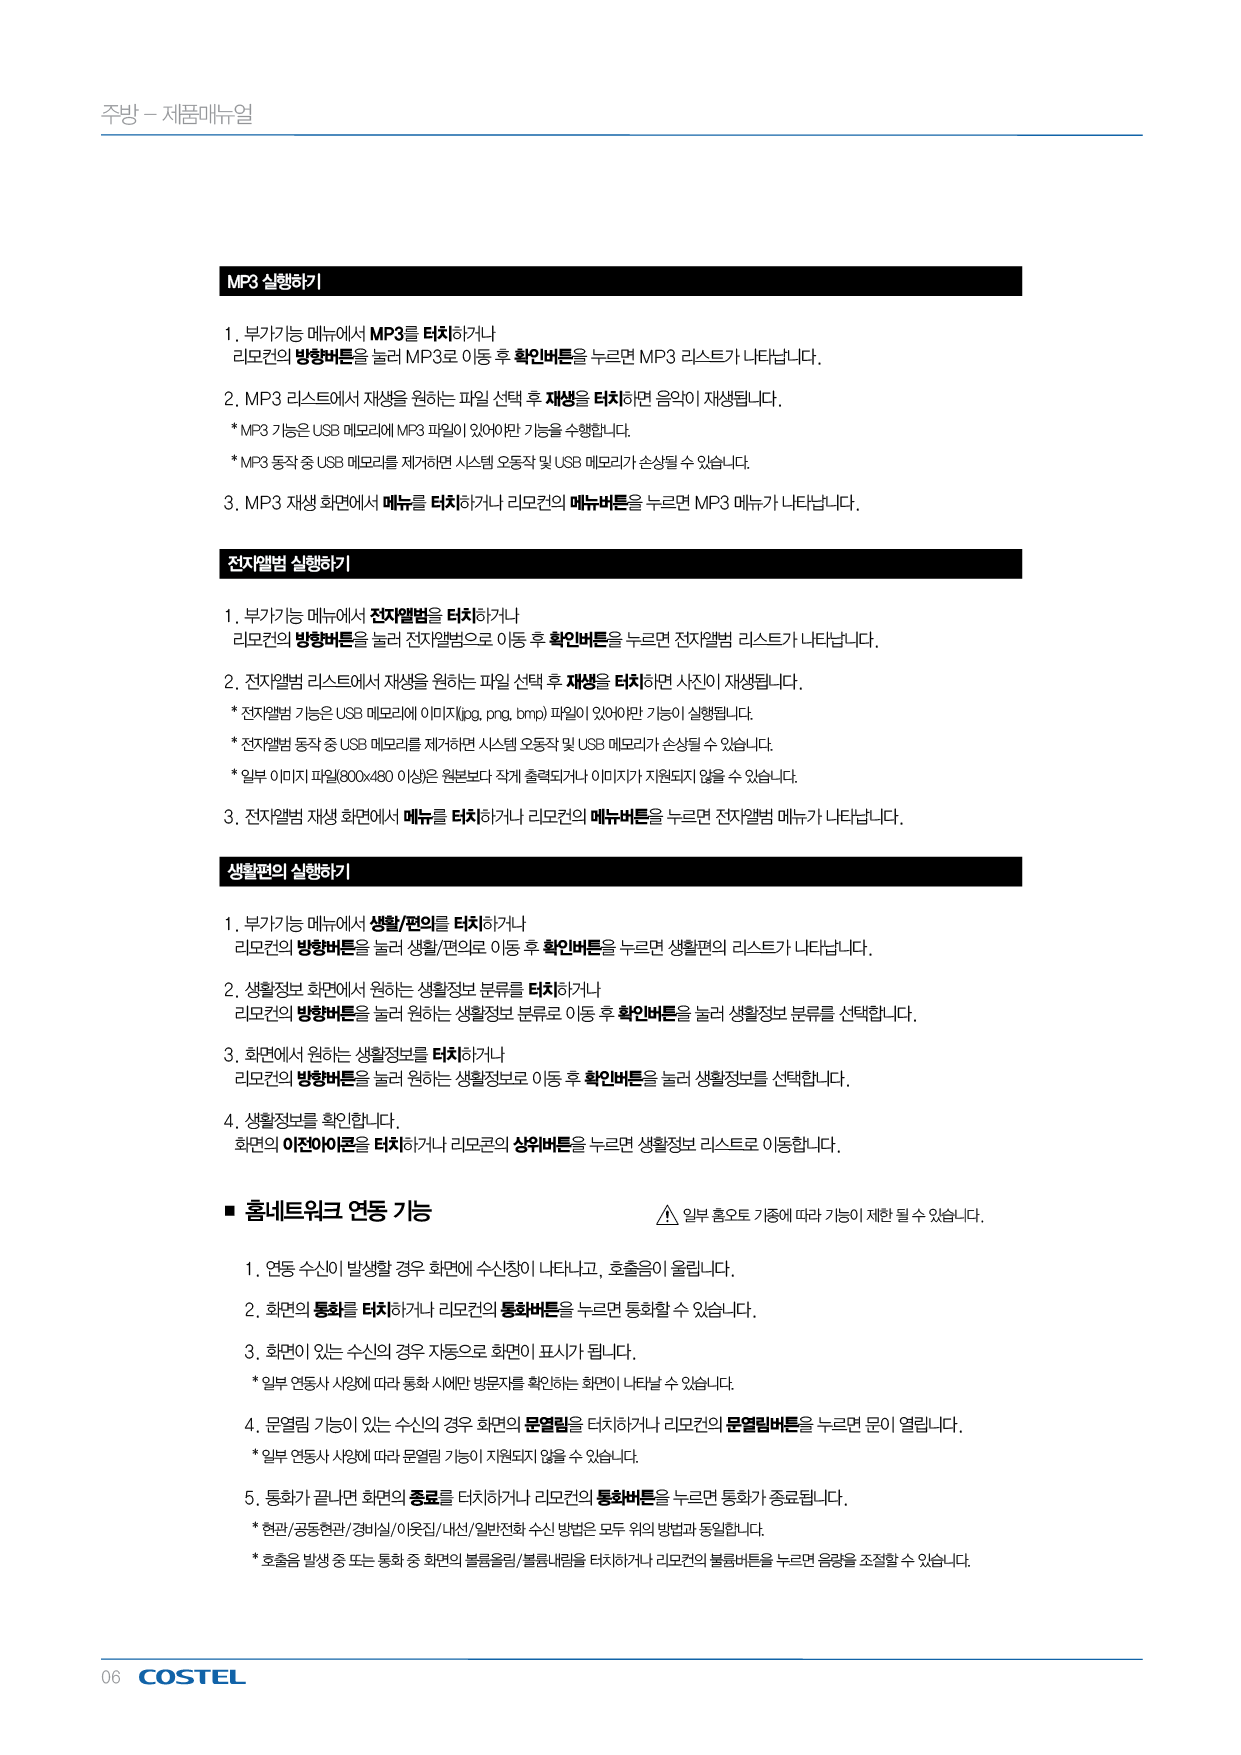 주방 – 제품매뉴얼
MP3 실행하기
1. 부가기능 메뉴에서 MP3를 터치하거나
리모컨의 방향버튼을 눌러 MP3로 이동 후 확인버튼을 누르면 MP3 리스트가 나타납니다.
2. MP3 리스트에서 재생을 원하는 파일 선택 후 재생을 터치하면 음악이 재생됩니다.
* MP3 기능은 USB 메모리에 MP3 파일이 있어야만 기능을 수행합니다.
* MP3 동작 중 USB 메모리를 제거하면 시스템 오동작 및 USB 메모리가 손상될 수 있습니다.
3. MP3 재생 화면에서 메뉴를 터치하거나 리모컨의 메뉴버튼을 누르면 MP3 메뉴가 나타납니다.
전자앨범 실행하기
1. 부가기능 메뉴에서 전자앨범을 터치하거나
리모컨의 방향버튼을 눌러 전자앨범으로 이동 후 확인버튼을 누르면 전자앨범 리스트가 나타납니다.
2. 전자앨범 리스트에서 재생을 원하는 파일 선택 후 재생을 터치하면 사진이 재생됩니다.
* 전자앨범 기능은 USB 메모리에 이미지(jpg, png, bmp) 파일이 있어야만 기능이 실행됩니다.
* 전자앨범 동작 중 USB 메모리를 제거하면 시스템 오동작 및 USB 메모리가 손상될 수 있습니다.
* 일부 이미지 파일(800x480 이상)은 원본보다 작게 출력되거나 이미지가 지원되지 않을 수 있습니다.
3. 전자앨범 재생 화면에서 메뉴를 터치하거나 리모컨의 메뉴버튼을 누르면 전자앨범 메뉴가 나타납니다.
생활편의 실행하기
1. 부가기능 메뉴에서 생활/편의를 터치하거나
리모컨의 방향버튼을 눌러 생활/편의로 이동 후 확인버튼을 누르면 생활편의 리스트가 나타납니다.
2. 생활정보 화면에서 원하는 생활정보 분류를 터치하거나
리모컨의 방향버튼을 눌러 원하는 생활정보 분류로 이동 후 확인버튼을 눌러 생활정보 분류를 선택합니다.
3. 화면에서 원하는 생활정보를 터치하거나
리모컨의 방향버튼을 눌러 원하는 생활정보로 이동 후 확인버튼을 눌러 생활정보를 선택합니다.
4. 생활정보를 확인합니다.
화면의 이전아이콘을 터치하거나 리모콘의 상위버튼을 누르면 생활정보 리스트로 이동합니다.
■ 홈네트워크 연동 기능
일부 홈오토 기종에 따라 기능이 제한 될 수 있습니다.
1. 연동 수신이 발생할 경우 화면에 수신창이 나타나고, 호출음이 울립니다.
2. 화면의 통화를 터치하거나 리모컨의 통화버튼을 누르면 통화할 수 있습니다.
3. 화면이 있는 수신의 경우 자동으로 화면이 표시가 됩니다.
* 일부 연동사 사양에 따라 통화 시에만 방문자를 확인하는 화면이 나타날 수 있습니다.
4. 문열림 기능이 있는 수신의 경우 화면의 문열림을 터치하거나 리모컨의 문열림버튼을 누르면 문이 열립니다.
* 일부 연동사 사양에 따라 문열림 기능이 지원되지 않을 수 있습니다.
5. 통화가 끝나면 화면의 종료를 터치하거나 리모컨의 통화버튼을 누르면 통화가 종료됩니다.
* 현관/공동현관/경비실/이웃집/내선/일반전화 수신 방법은 모두 위의 방법과 동일합니다.
* 호출음 발생 중 또는 통화 중 화면의 볼륨올림/볼륨내림을 터치하거나 리모컨의 볼륨버튼을 누르면 음량을 조절할 수 있습니다.
06 COSTEL